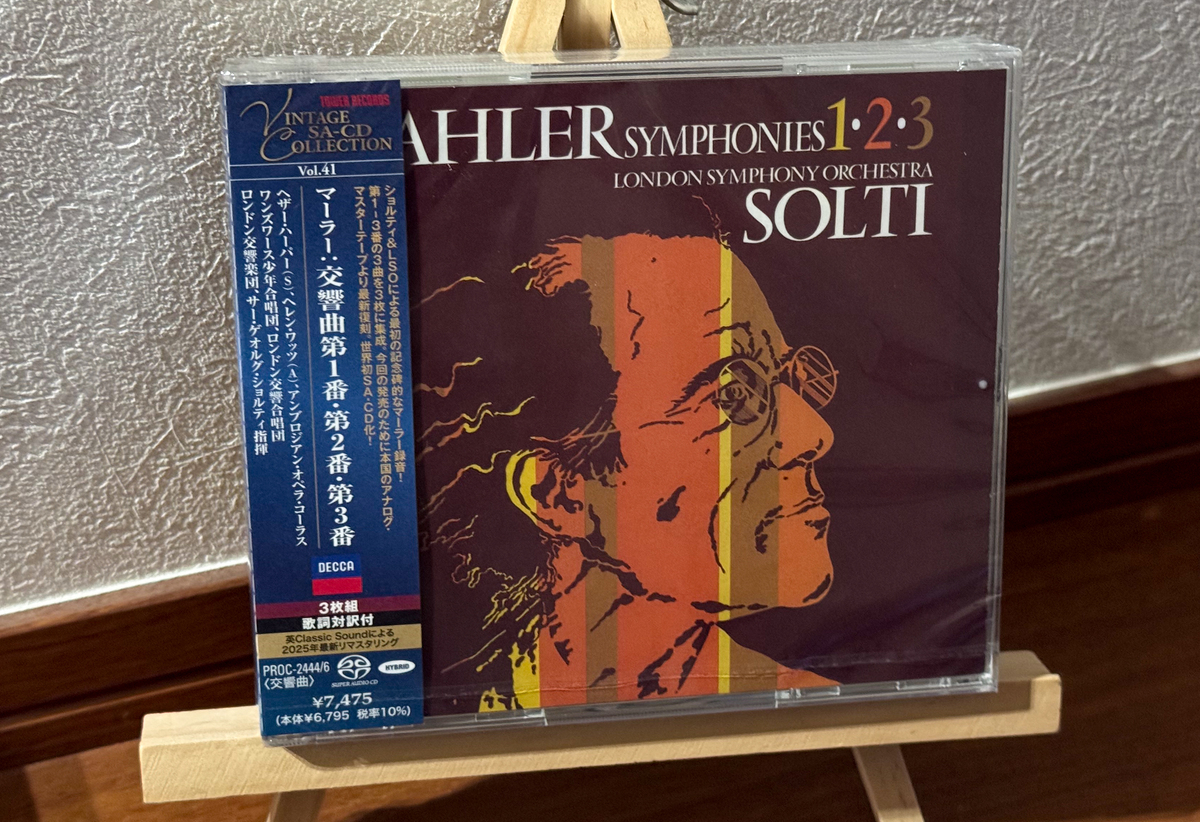 TOWER RECORDS
VINTAGE
SA-CD
COLLECTION
Vol.41
ショルティ&LSOによる最初の記念碑的なマーラー録音!
第1-3番の3曲を3枚に集成。今回の発売のために本国のアナログ・
マスターテープより最新復刻。世界初SA-CD化!
マーラー:交響曲第1番・第2番・第3番
ヘザー・ハーパー(S)、ヘレン・ワッツ(A)、アンブロジアン・オペラ・コーラス
ワンズワース少年合唱団、ロンドン交響合唱団
ロンドン交響楽団、サー・ゲオルグ・ショルティ指揮
DECCA
3枚組
歌詞対訳付
英Classic Soundによる
2025年最新リマスタリング
PROC-2444/6
〈交響曲〉
SUPER AUDIO CD
HYBRID
¥7,475
(本体¥6,795 税率10%)
AHLER SYMPHONIES 1·2·3
LONDON SYMPHONY ORCHESTRA
SOLTI